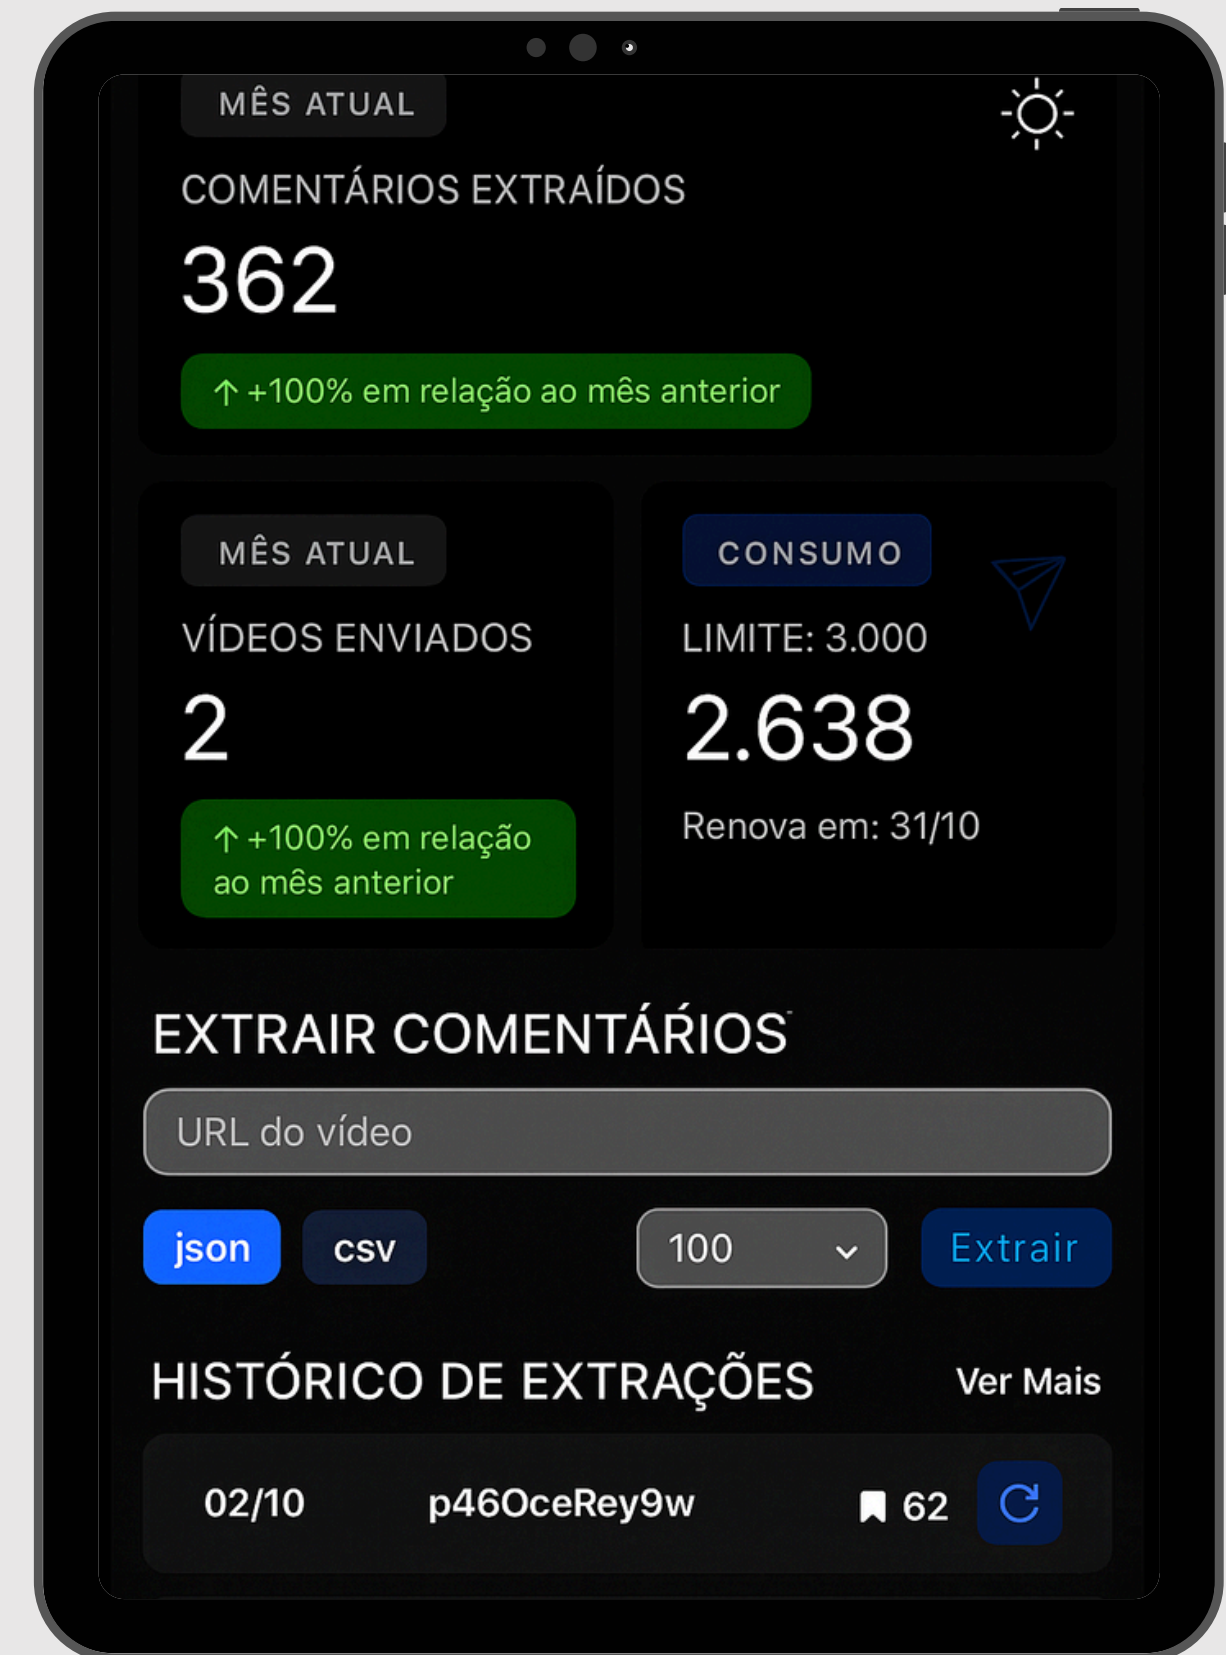 MÊS ATUAL
COMENTÁRIOS EXTRAÍDOS
362
↑ +100% em relação ao mês anterior
MÊS ATUAL
VÍDEOS ENVIADOS
2
↑ +100% em relação
ao mês anterior
CONSUMO
LIMITE: 3.000
2.638
Renova em: 31/10
EXTRAIR COMENTÁŔIOS
URL do vídeo
json
csv
100
Extrair
HISTÓRICO DE EXTRAÇÕES
Ver Mais
02/10
p46OceRey9w
62